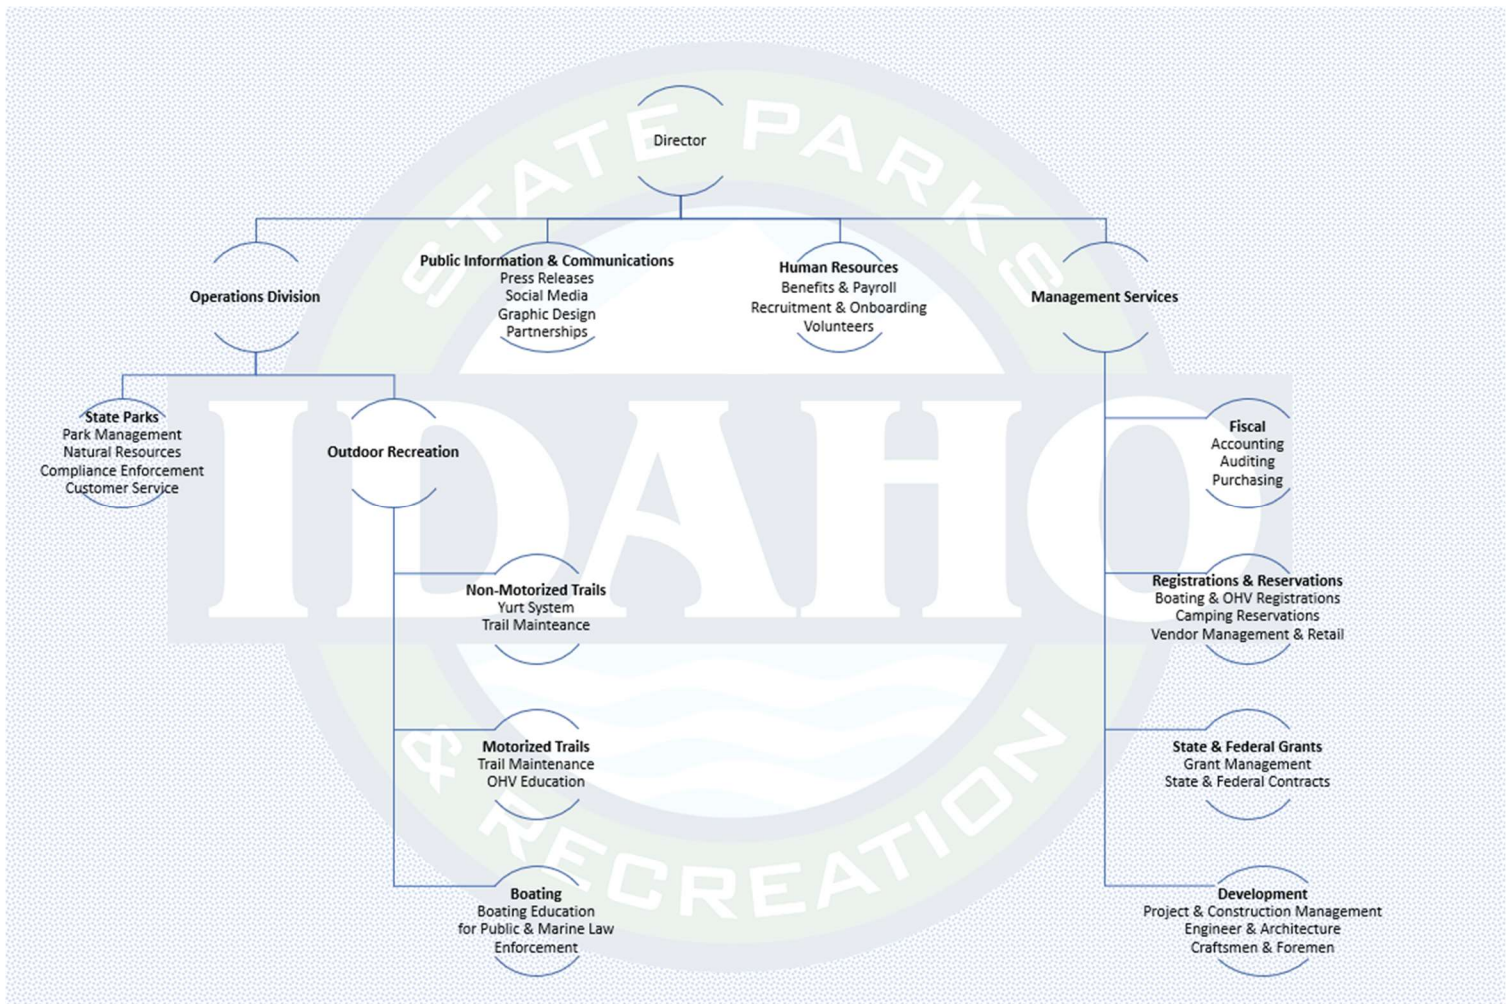 STATE PARKS
IDAHO
& RECREATION
Director
Operations Division
Public Information & Communications
Press Releases
Social Media
Graphic Design
Partnerships
Human Resources
Benefits & Payroll
Recruitment & Onboarding
Volunteers
Management Services
State Parks
Park Management
Natural Resources
Compliance Enforcement
Customer Service
Outdoor Recreation
Non-Motorized Trails
Yurt System
Trail Mainteance
Motorized Trails
Trail Maintenance
OHV Education
Boating
Boating Education
for Public & Marine Law
Enforcement
Fiscal
Accounting
Auditing
Purchasing
Registrations & Reservations
Boating & OHV Registrations
Camping Reservations
Vendor Management & Retail
State & Federal Grants
Grant Management
State & Federal Contracts
Development
Project & Construction Management
Engineer & Architecture
Craftsmen & Foremen